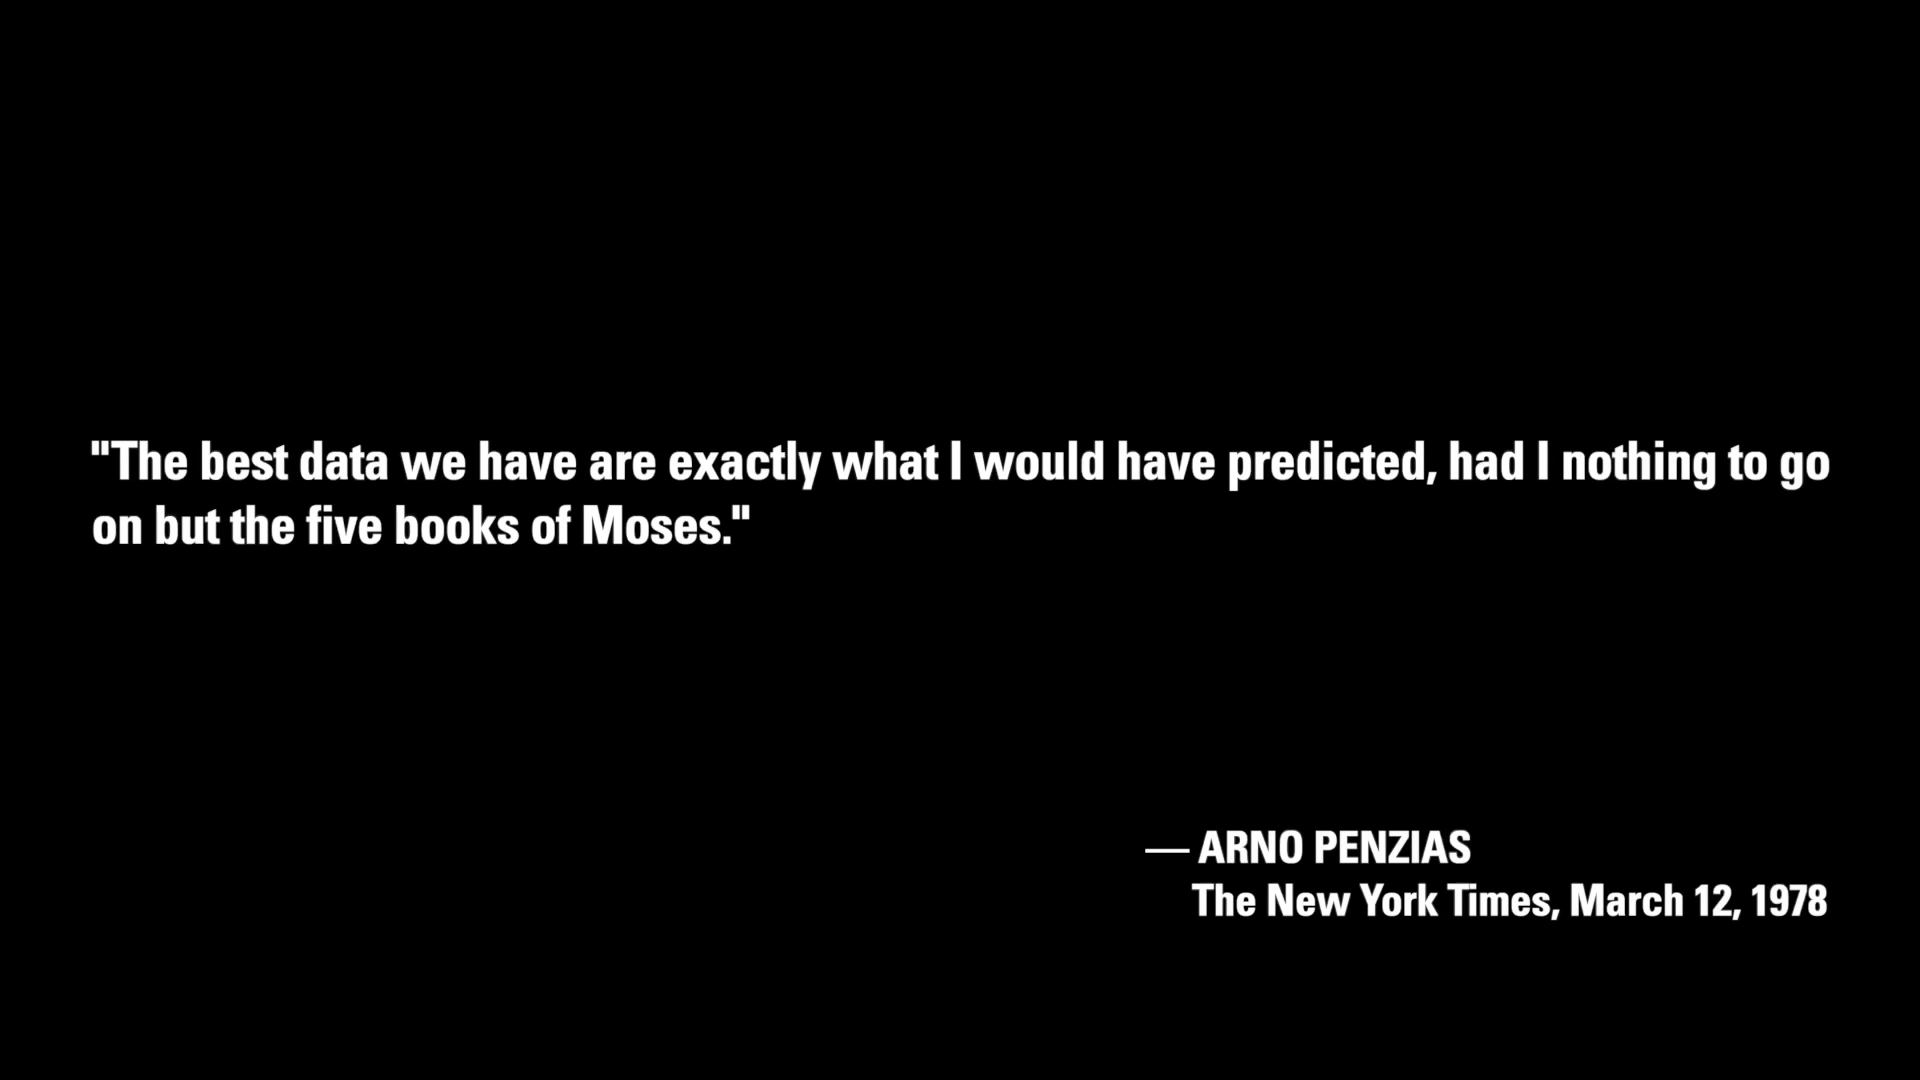 "The best data we have are exactly what I would have predicted, had I nothing to go
on but the five books of Moses."
— ARNO PENZIAS
The New York Times, March 12, 1978